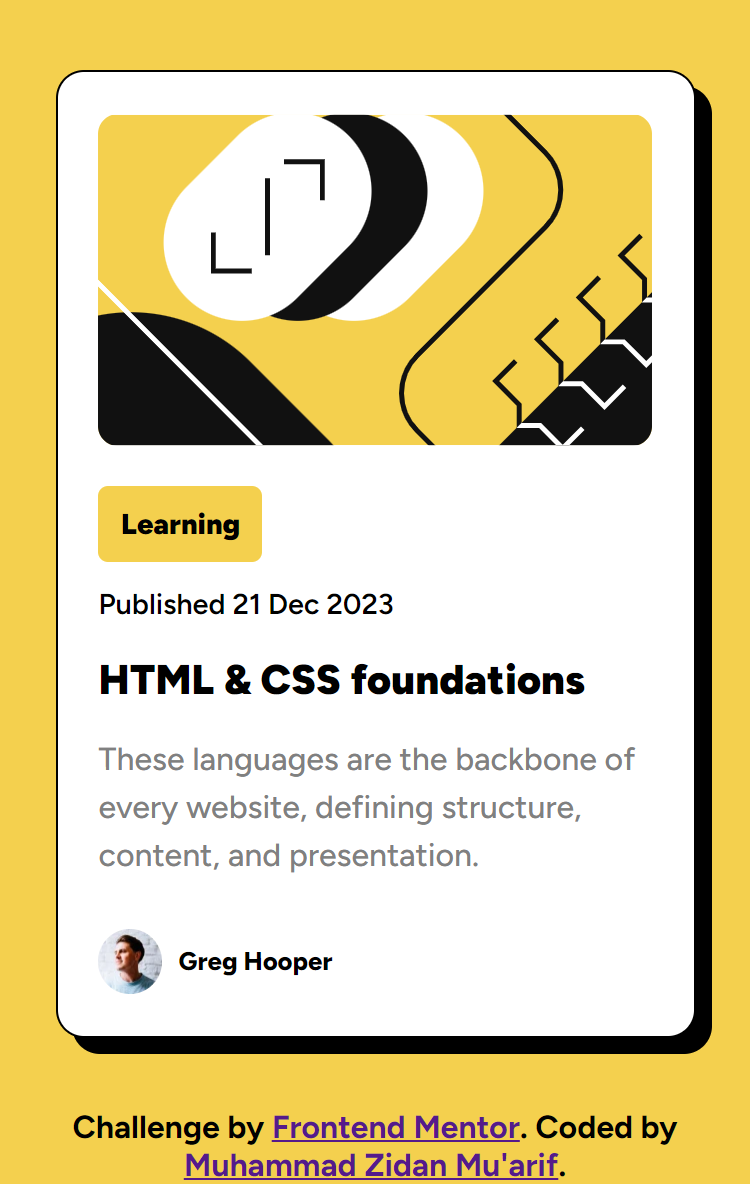 Learning
Published 21 Dec 2023
HTML & CSS foundations
These languages are the backbone of
every website, defining structure,
content, and presentation.
Greg Hooper
Challenge by Frontend Mentor. Coded by
Muhammad Zidan Mu'arif.